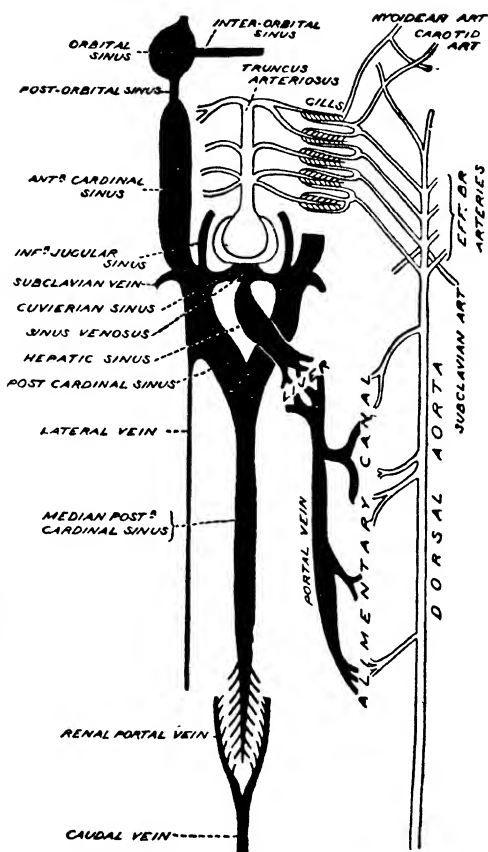 INTER-ORBITAL
SINUS
ORBITAL
SINUS
POST-ORBITAL SINUS
TRUNCUS
ARTERIOSUS
HYOIDEAN ART
CAROTID
ART
GILLS
ANTR CARDINAL
SINUS
EFF. BR.
ARTERIES
INFR JUGULAR
SINUS
SUBCLAVIAN VEIN
CUVIERIAN SINUS
SINUS VENOSUS
HEPATIC SINUS
POST CARDINAL SINUS
SUBCLAVIAN ART
LIVER
LATERAL VEIN
MEDIAN POSTR
CARDINAL SINUS
PORTAL VEIN
ALIMENTARY CANAL
DORSAL AORTA
RENAL PORTAL VEIN
CAUDAL VEIN